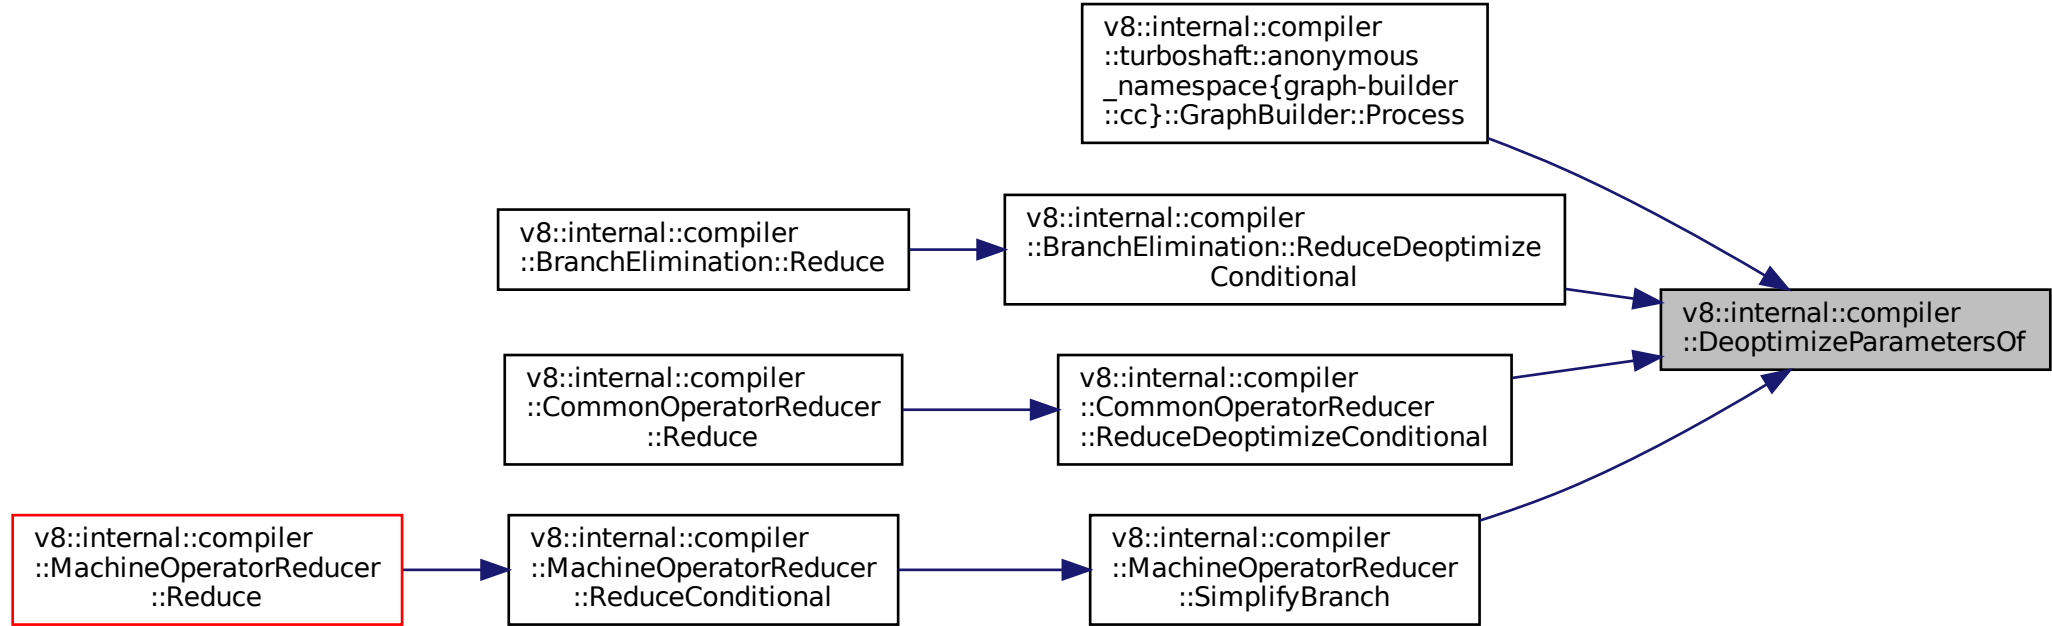 v8::internal::compiler
::turboshaft::anonymous
_namespace{graph-builder
::cc}::GraphBuilder::Process
v8::internal::compiler
::BranchElimination::Reduce
v8::internal::compiler
::BranchElimination::ReduceDeoptimize
Conditional
v8::internal::compiler
::DeoptimizeParametersOf
v8::internal::compiler
::CommonOperatorReducer
::Reduce
v8::internal::compiler
::CommonOperatorReducer
::ReduceDeoptimizeConditional
v8::internal::compiler
::MachineOperatorReducer
::Reduce
v8::internal::compiler
::MachineOperatorReducer
::ReduceConditional
v8::internal::compiler
::MachineOperatorReducer
::SimplifyBranch